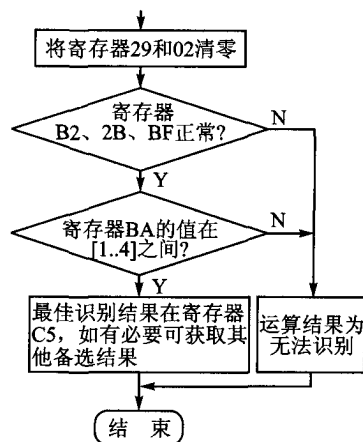 将寄存器29和02清零
寄存器
B2、2B、BF正常?
N
Y
寄存器BA的值在
[1..4]之间?
N
Y
最佳识别结果在寄存器
C5，如有必要可获取其
他备选结果
运算结果为
无法识别
结 束